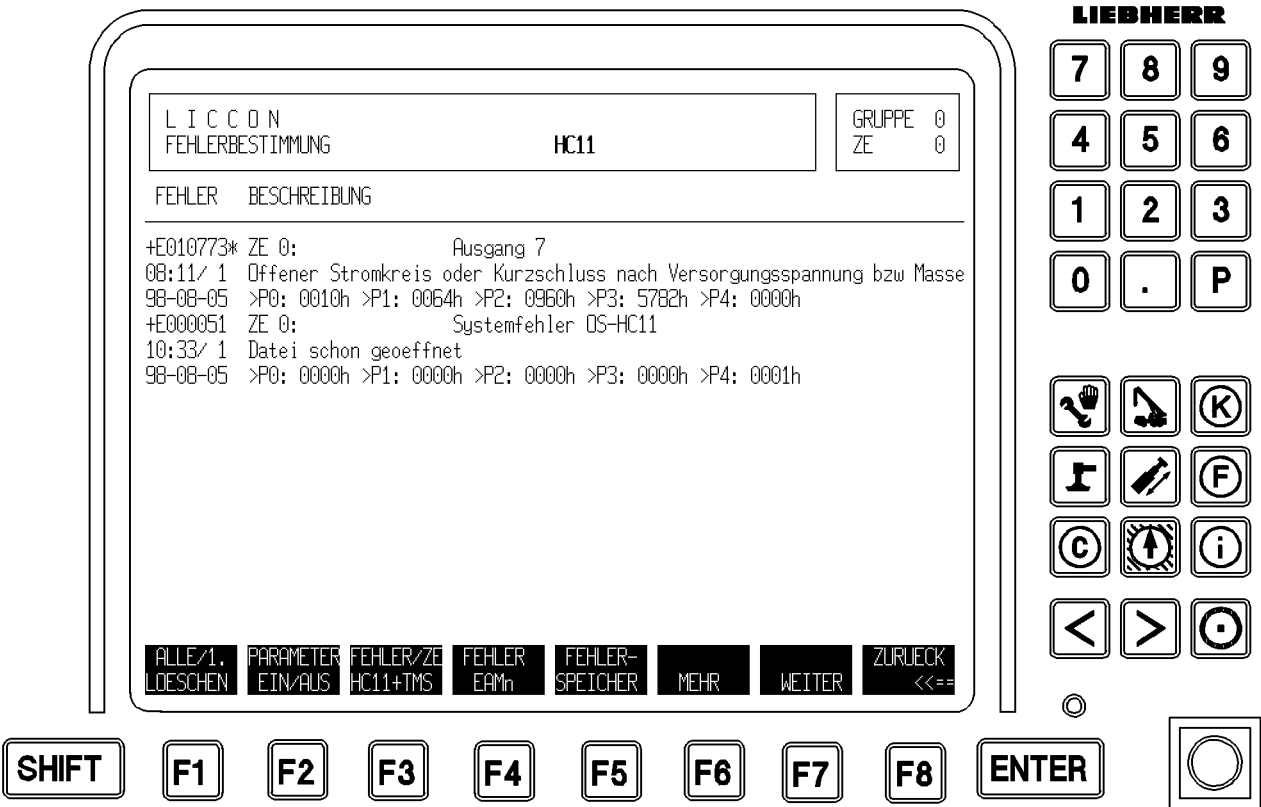 LIEBHERR
L I C C O N
FEHLERBESTIMMUNG HC11
GRUPPE 0
ZE 0
FEHLER BESCHREIBUNG
+E010773* ZE 0: Ausgang 7
08:11/ 1 Offener Stromkreis oder Kurzschluss nach Versorgungsspannung bzw Masse
98-08-05 >P0: 0010h >P1: 0064h >P2: 0960h >P3: 5782h >P4: 0000h
+E000051 ZE 0: Systemfehler OS-HC11
10:33/ 1 Datei schon geoeffnet
98-08-05 >P0: 0000h >P1: 0000h >P2: 0000h >P3: 0000h >P4: 0001h
ALLE/1. PARAMETER FEHLER/ZE FEHLER FEHLER- ZURUECK
LOESCHEN EIN/AUS HC11+TMS EAMn SPEICHER MEHR WEITER <<==
7 8 9
4 5 6
1 2 3
0 . P
K
F
C i
< >
SHIFT F1 F2 F3 F4 F5 F6 F7 F8 ENTER